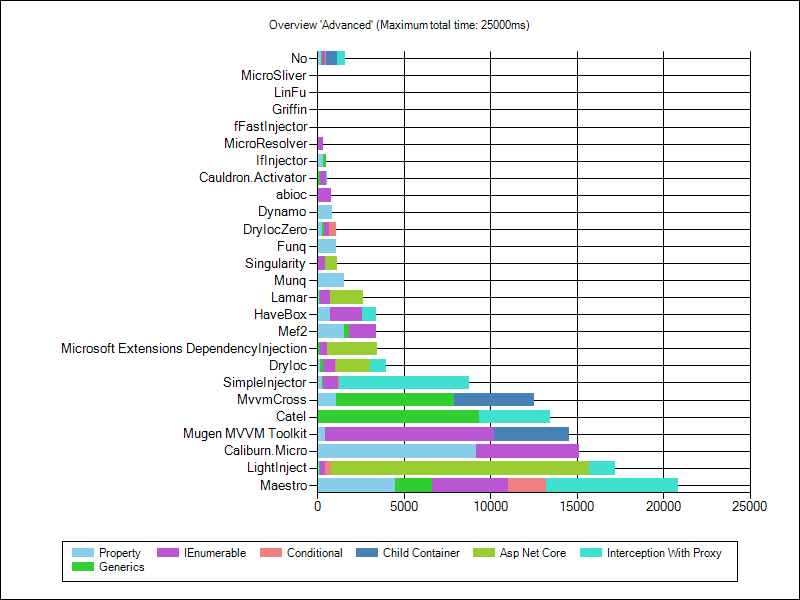 Overview 'Advanced' (Maximum total time: 25000ms)
No
MicroSliver
LinFu
Griffin
fFastInjector
MicroResolver
IfInjector
Cauldron.Activator
abioc
Dynamo
DryIocZero
Funq
Singularity
Munq
Lamar
HaveBox
Mef2
Microsoft Extensions DependencyInjection
DryIoc
SimpleInjector
MvvmCross
Catel
Mugen MVVM Toolkit
Caliburn.Micro
LightInject
Maestro
0 5000 10000 15000 20000 25000
Property IEnumerable Conditional Child Container Asp Net Core Interception With Proxy
Generics